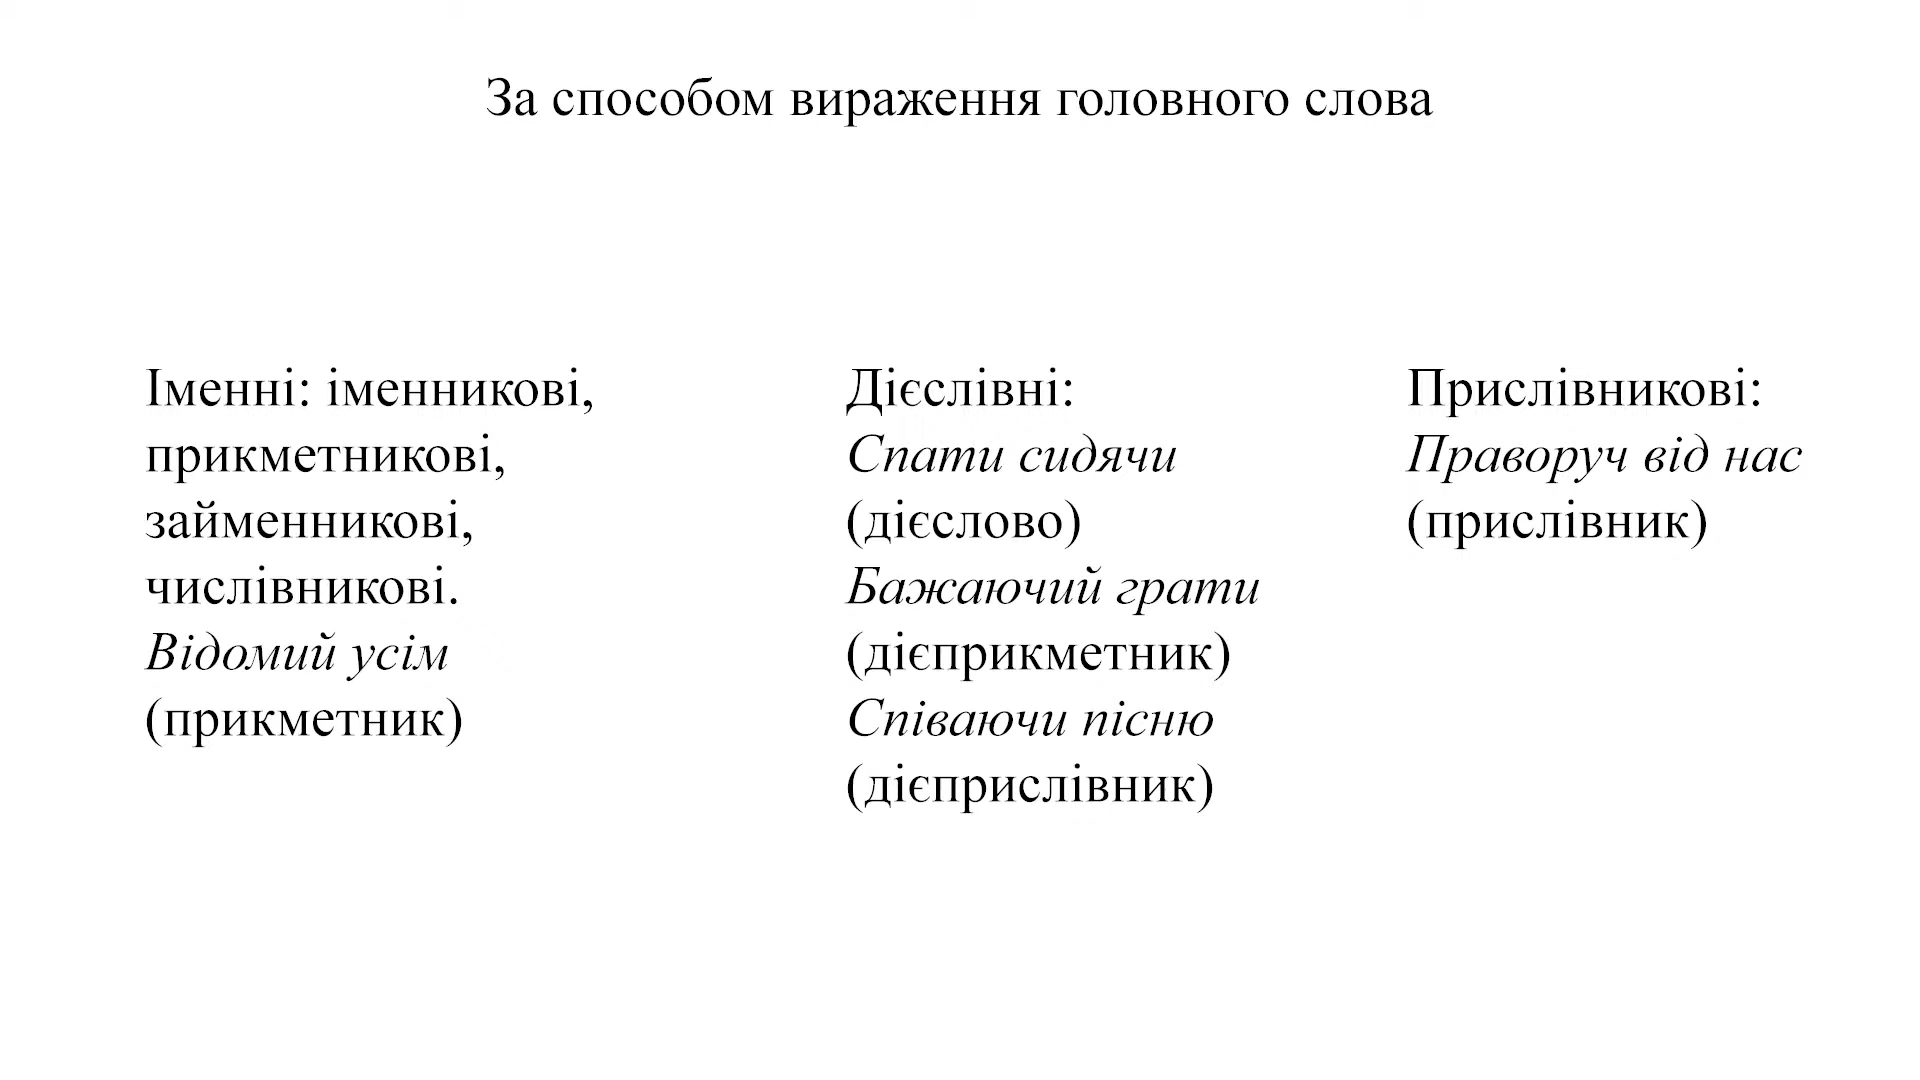 За способом вираження головного слова
Іменні: іменникові,
прикметникові,
займенникові,
числівникові.
Відомий усім
(прикметник)
Дієслівні:
Спати сидячи
(дієслово)
Бажаючий грати
(дієприкметник)
Співаючи пісню
(дієприслівник)
Прислівникові:
Праворуч від нас
(прислівник)